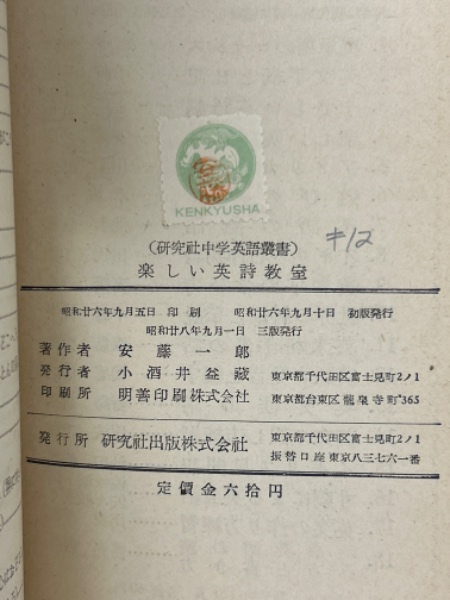 KENKYUSHA
安藤
キ12
(研究社中学英語叢書)
楽しい英詩教室
昭和廿六年九月五日 印刷 昭和廿六年九月十日 初版発行
昭和廿八年九月一日 三版発行
著作者 安藤一郎
発行者 小酒井益藏 東京都千代田区富士見町2ノ1
印刷所 明善印刷株式会社 東京都台東区龍泉寺町365
発行所 研究社出版株式会社 東京都千代田区富士見町2ノ1
振替口座東京八三七六一番
定價金六拾円